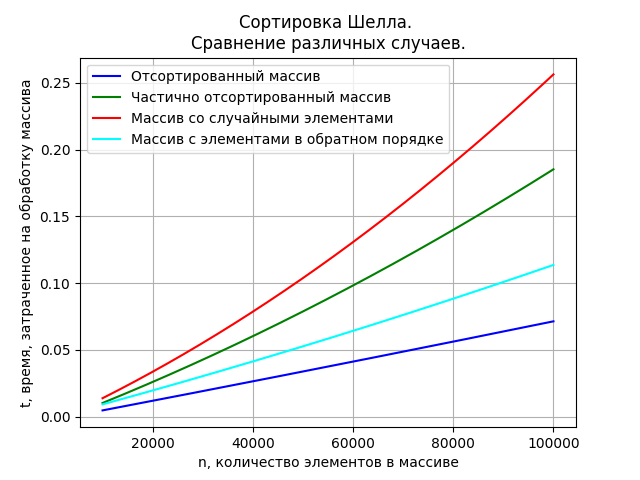 Сортировка Шелла.
Сравнение различных случаев.
Отсортированный массив
Частично отсортированный массив
Массив со случайными элементами
Массив с элементами в обратном порядке
t, время, затраченное на обработку массива
0.25
0.20
0.15
0.10
0.05
0.00
20000
40000
60000
80000
100000
n, количество элементов в массиве